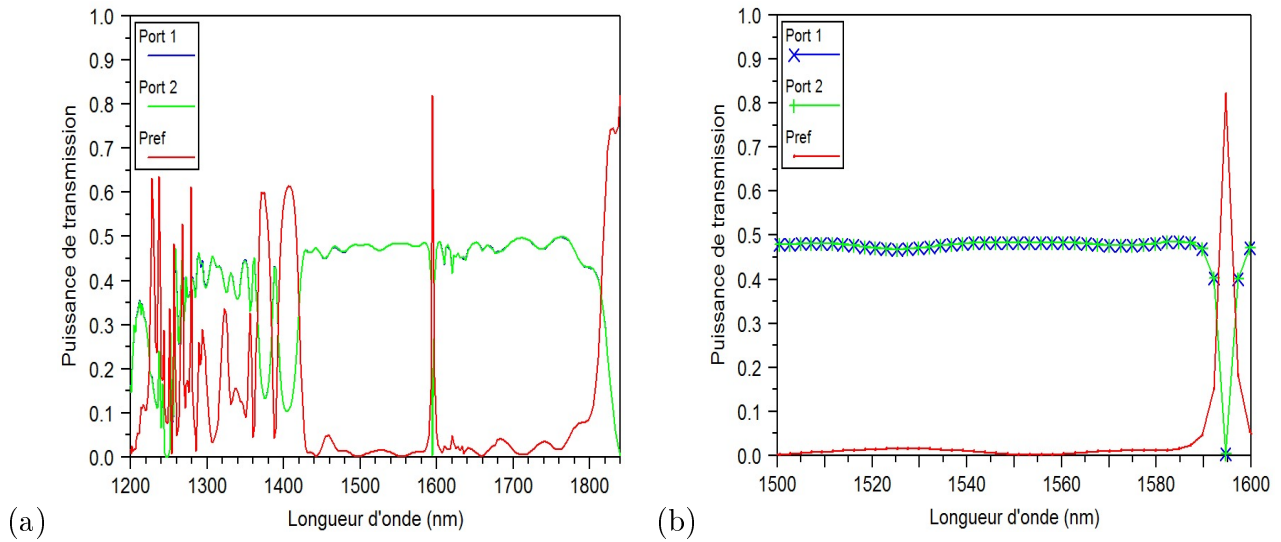 Puissance de transmission
1.0
0.9
0.8
0.7
0.6
0.5
0.4
0.3
0.2
0.1
0.0
Port 1
Port 2
Pref
1200 1300 1400 1500 1600 1700 1800
Longueur d'onde (nm)
(a)
Puissance de transmission
1.0
0.9
0.8
0.7
0.6
0.5
0.4
0.3
0.2
0.1
0.0
Port 1
Port 2
Pref
1500 1520 1540 1560 1580 1600
Longueur d'onde (nm)
(b)